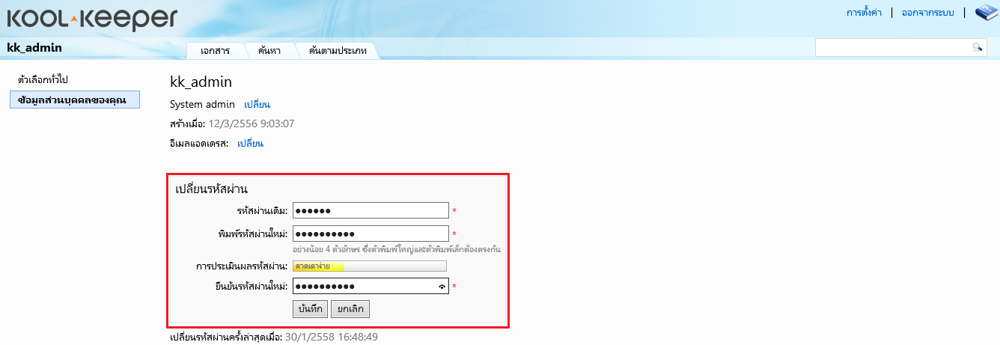 KOOL-KEEPER
การตั้งค่า | ออกจากระบบ |
kk_admin
เอกสาร ค้นหา ค้นตามประเภท
ตัวเลือกทั่วไป
ข้อมูลส่วนบุคคลของคุณ
kk_admin
System admin เปลี่ยน
สร้างเมื่อ: 12/3/2556 9:03:07
อีเมลแอดเดรส: เปลี่ยน
เปลี่ยนรหัสผ่าน
รหัสผ่านเดิม: ●●●●●● *
พิมพ์รหัสผ่านใหม่: ●●●●●●●●●● *
อย่างน้อย 4 ตัวอักษร ซึ่งตัวพิมพ์ใหญ่และตัวพิมพ์เล็กต้องตรงกัน
การประเมินผลรหัสผ่าน: คาดเดาง่าย
ยืนยันรหัสผ่านใหม่: ●●●●●●●●●● *
บันทึก ยกเลิก
เปลี่ยนรหัสผ่านครั้งล่าสุดเมื่อ: 30/1/2558 16:48:49